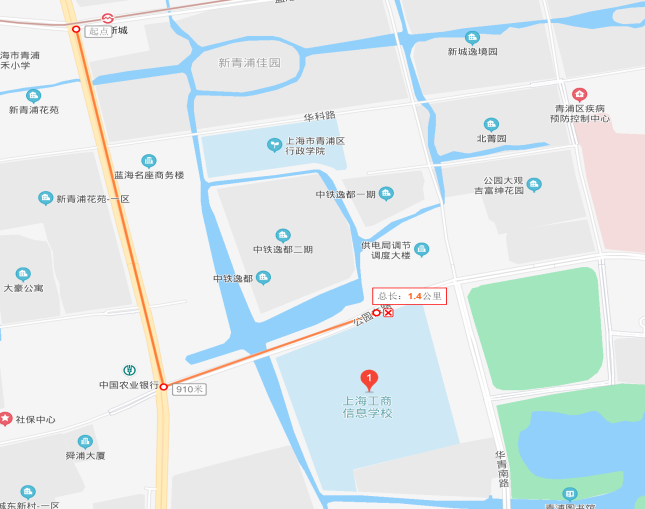 起点
新城
海市青浦
禾小学
新青浦佳园
新城逸境园
新青浦花苑
青浦区疾病
预防控制中心
华科路
北菁园
上海市青浦区
行政学院
蓝海名座商务楼
公园大观
吉富绅花园
中铁逸都一期
新青浦花苑-一区
中铁逸都二期
供电局调节
调度大楼
中铁逸都
大豪公寓
总长：1.4公里
公园
路
1
中国农业银行
910米
上海工商
信息学校
社保中心
舜浦大厦
华青南路
城东新村-一区
青浦图书馆